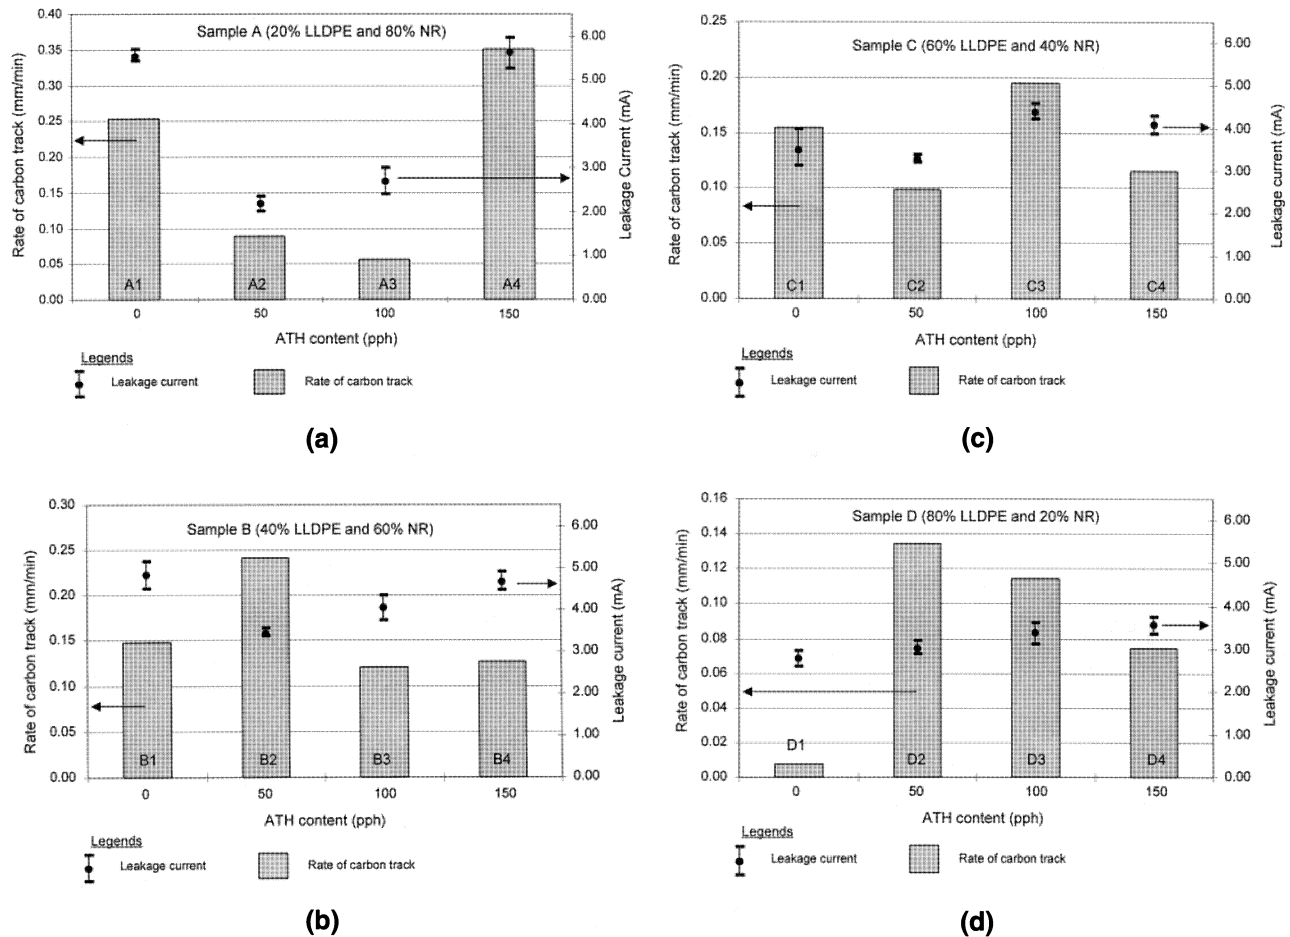 Sample A (20% LLDPE and 80% NR)
Rate of carbon track (mm/min)
0.40
0.35
0.30
0.25
0.20
0.15
0.10
0.05
0.00
6.00
5.00
4.00
3.00
2.00
1.00
0.00
Leakage Current (mA)
A1
A2
A3
A4
0
50
100
150
ATH content (pph)
Legends
Leakage current
Rate of carbon track
(a)
Sample C (60% LLDPE and 40% NR)
Rate of carbon track (mm/min)
0.25
0.20
0.15
0.10
0.05
0.00
6.00
5.00
4.00
3.00
2.00
1.00
0.00
Leakage current (mA)
C1
C2
C3
C4
0
50
100
150
ATH content (pph)
Legends
Leakage current
Rate of carbon track
(c)
Sample B (40% LLDPE and 60% NR)
Rate of carbon track (mm/min)
0.30
0.25
0.20
0.15
0.10
0.05
0.00
6.00
5.00
4.00
3.00
2.00
1.00
0.00
Leakage current (mA)
B1
B2
B3
B4
0
50
100
150
ATH content (pph)
Legends
Leakage current
Rate of carbon track
(b)
Sample D (80% LLDPE and 20% NR)
Rate of carbon track (mm/min)
0.16
0.14
0.12
0.10
0.08
0.06
0.04
0.02
0.00
6.00
5.00
4.00
3.00
2.00
1.00
0.00
Leakage current (mA)
D1
D2
D3
D4
0
50
100
150
ATH content (pph)
Legends
Leakage current
Rate of carbon track
(d)